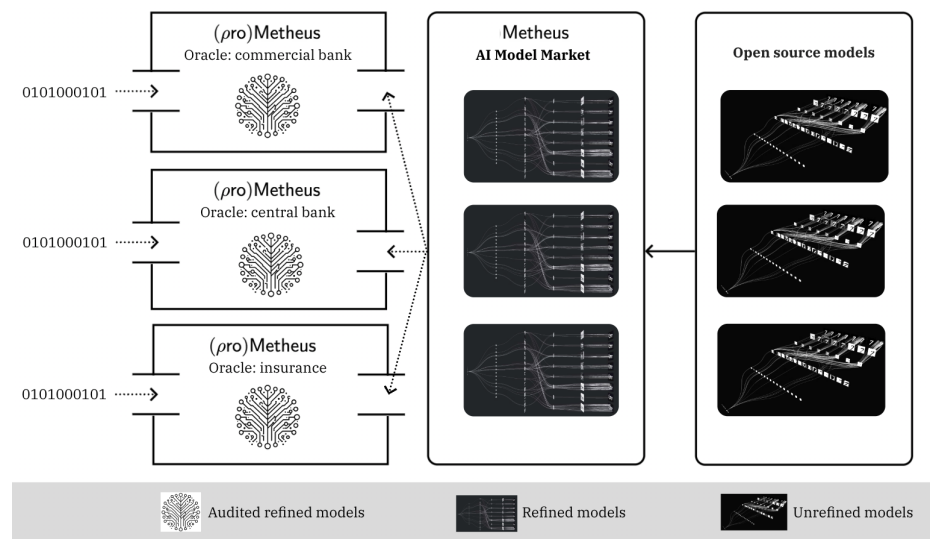 (ρro)Metheus
Oracle: commercial bank
0101000101
(ρro)Metheus
Oracle: central bank
0101000101
(ρro)Metheus
Oracle: insurance
0101000101
Metheus
AI Model Market
Open source models
Audited refined models
Refined models
Unrefined models